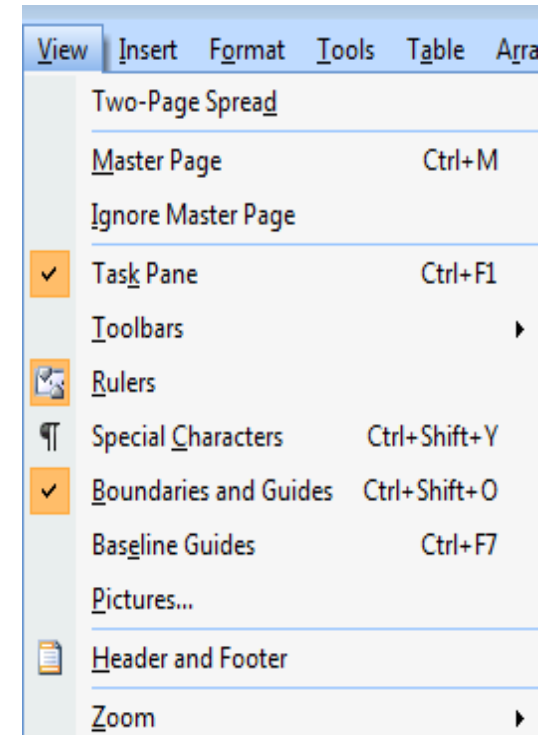 View Insert Format Tools Table Arra
Two-Page Spread
Master Page Ctrl+M
Ignore Master Page
Task Pane Ctrl+F1
Toolbars
Rulers
¶ Special Characters Ctrl+Shift+Y
Boundaries and Guides Ctrl+Shift+O
Baseline Guides Ctrl+F7
Pictures...
Header and Footer
Zoom